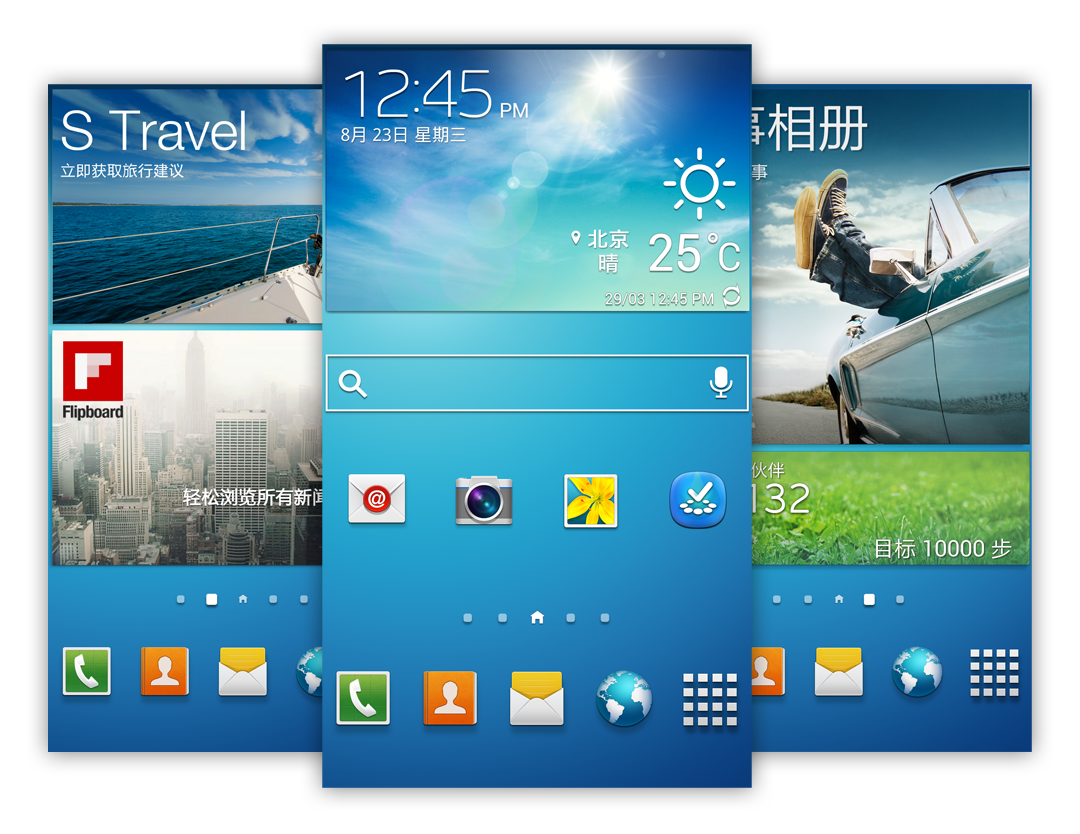 S Travel
立即获取旅行建议
Flipboard
轻松浏览所有新闻
12:45 PM
8月 23日 星期三
北京
晴
25°C
29/03 12:45 PM
@
相册
事
伙伴
132
目标 10000 步